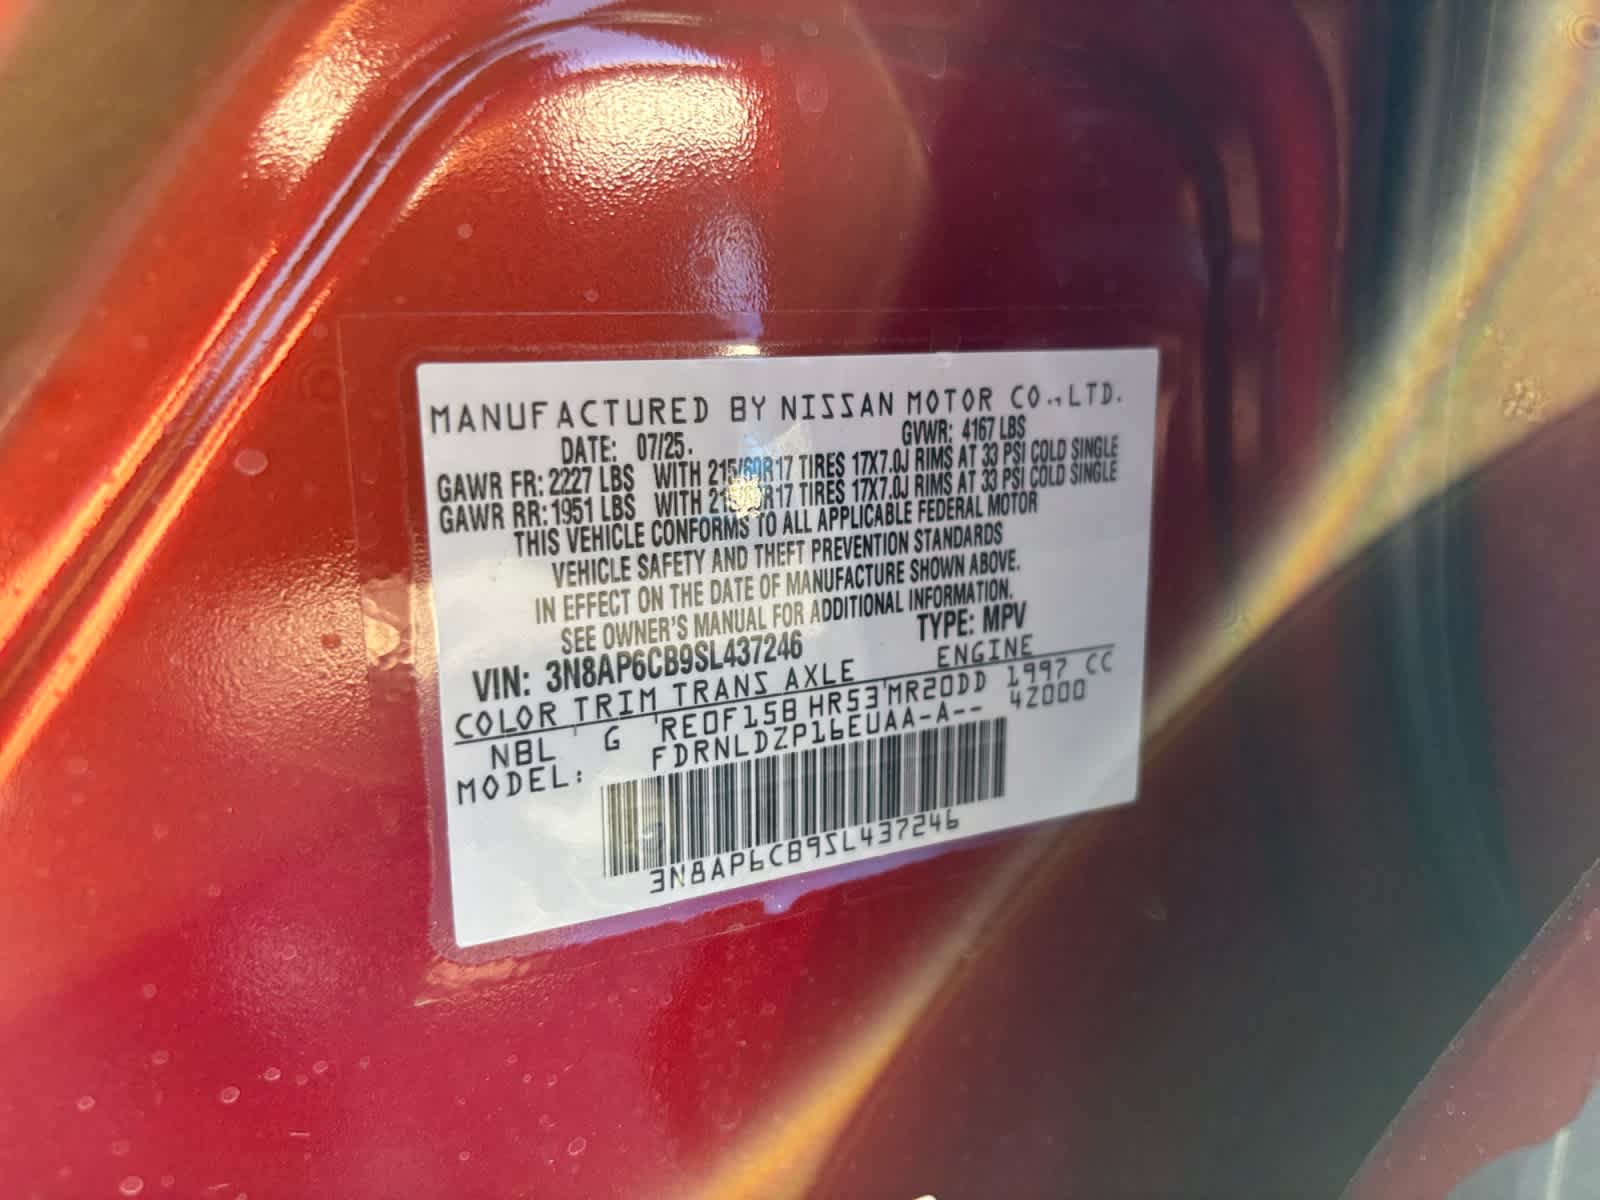 MANUFACTURED BY NISSAN MOTOR CO.,LTD.
DATE: 07/25. GVWR: 4167 LBS
GAWR FR: 2227 LBS WITH 215/60R17 TIRES 17X7.0J RIMS AT 33 PSI COLD SINGLE
GAWR RR: 1951 LBS WITH 215/60R17 TIRES 17X7.0J RIMS AT 33 PSI COLD SINGLE
THIS VEHICLE CONFORMS TO ALL APPLICABLE FEDERAL MOTOR
VEHICLE SAFETY AND THEFT PREVENTION STANDARDS
IN EFFECT ON THE DATE OF MANUFACTURE SHOWN ABOVE.
SEE OWNER'S MANUAL FOR ADDITIONAL INFORMATION.
VIN: 3N8AP6CB9SL437246 TYPE: MPV
COLOR TRIM TRANS AXLE ENGINE
NBL G RE0F15B HR53 MR20DD 1997 CC
MODEL: FDRNLDZP16EUAA-A-- 42000
3N8AP6CB9SL437246